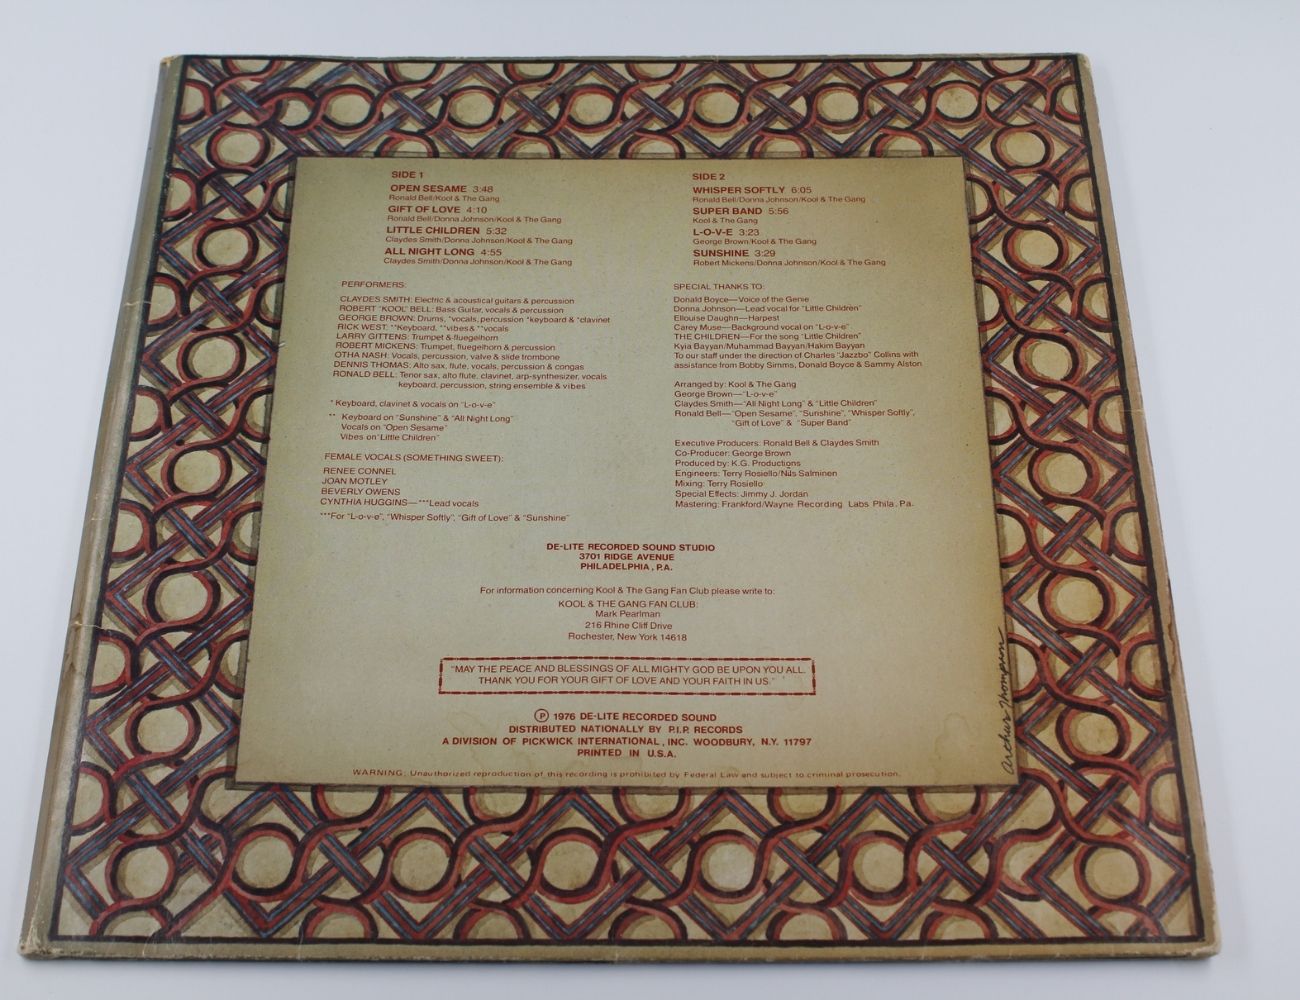 SIDE 1
OPEN SESAME 3:48
Ronald Bell/Kool & The Gang
GIFT OF LOVE 4:10
Ronald Bell/Donna Johnson/Kool & The Gang
LITTLE CHILDREN 5:32
Claydes Smith/Donna Johnson/Kool & The Gang
ALL NIGHT LONG 4:55
Claydes Smith/Donna Johnson/Kool & The Gang
PERFORMERS:
CLAYDES SMITH: Electric & acoustical guitars & percussion
ROBERT "KOOL" BELL: Bass Guitar, vocals & percussion
GEORGE BROWN: Drums, *vocals, percussion *keyboard & *clavinet
RICK WEST: **Keyboard, **vibes & **vocals
LARRY GITTENS: Trumpet & fluegelhorn
ROBERT MICKENS: Trumpet, fluegelhorn & percussion
OTHA NASH: Vocals, percussion, valve & slide trombone
DENNIS THOMAS: Alto sax, flute, vocals, percussion & congas
RONALD BELL: Tenor sax, alto flute, clavinet, arp-synthesizer, vocals
keyboard, percussion, string ensemble & vibes
* Keyboard, clavinet & vocals on "L-o-v-e"
** Keyboard on "Sunshine" & "All Night Long"
Vocals on "Open Sesame"
Vibes on "Little Children"
FEMALE VOCALS (SOMETHING SWEET):
RENEE CONNEL
JOAN MOTLEY
BEVERLY OWENS
CYNTHIA HUGGINS—***Lead vocals
***For "L-o-v-e", "Whisper Softly", "Gift of Love" & "Sunshine"
SIDE 2
WHISPER SOFTLY 6:05
Ronald Bell/Donna Johnson/Kool & The Gang
SUPER BAND 5:56
Kool & The Gang
L-O-V-E 3:23
George Brown/Kool & The Gang
SUNSHINE 3:29
Robert Mickens/Donna Johnson/Kool & The Gang
SPECIAL THANKS TO:
Donald Boyce—Voice of the Genie
Donna Johnson—Lead vocal for "Little Children"
Ellouse Daughn—Harpest
Carey Muse—Background vocal on "L-o-v-e"
THE CHILDREN—For the song "Little Children"
Kyia Bayyan/Muhammad Bayyan/Hakim Bayyan
To our staff under the direction of Charles "Jazzbo" Collins with
assistance from Bobby Simms, Donald Boyce & Sammy Alston
Arranged by: Kool & The Gang
George Brown—"L-o-v-e"
Claydes Smith—"All Night Long" & "Little Children"
Ronald Bell—"Open Sesame", "Sunshine", "Whisper Softly",
"Gift of Love" & "Super Band"
Executive Producers: Ronald Bell & Claydes Smith
Co-Producer: George Brown
Produced by: K.G. Productions
Engineers: Terry Rosiello/Nils Salminen
Mixing: Terry Rosiello
Special Effects: Jimmy J. Jordan
Mastering: Frankford/Wayne Recording Labs Phila. Pa.
DE-LITE RECORDED SOUND STUDIO
3701 RIDGE AVENUE
PHILADELPHIA, P.A.
For information concerning Kool & The Gang Fan Club please write to:
KOOL & THE GANG FAN CLUB:
Mark Pearlman
216 Rhine Cliff Drive
Rochester, New York 14618
"MAY THE PEACE AND BLESSINGS OF ALL MIGHTY GOD BE UPON YOU ALL.
THANK YOU FOR YOUR GIFT OF LOVE AND YOUR FAITH IN US."
Ⓟ 1976 DE-LITE RECORDED SOUND
DISTRIBUTED NATIONALLY BY P.I.P. RECORDS
A DIVISION OF PICKWICK INTERNATIONAL, INC. WOODBURY, N.Y. 11797
PRINTED IN U.S.A.
WARNING: Unauthorized reproduction of this recording is prohibited by Federal Law and subject to criminal prosecution.
Arthur Thompson